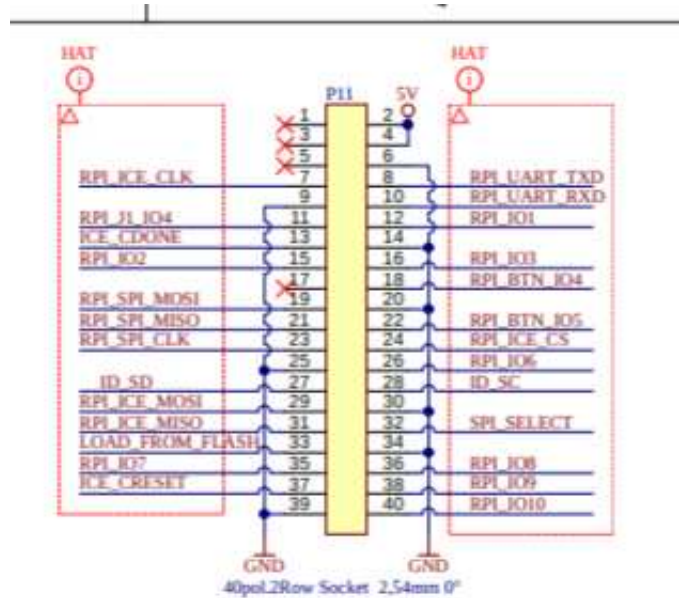 HAT HAT
P11 5V
1 2
3 4
5 6
RPI_ICE_CLK 7 8 RPI_UART_TXD
9 10 RPI_UART_RXD
RPI_J1_IO4 11 12 RPI_IO1
ICE_CDONE 13 14
RPI_IO2 15 16 RPI_IO3
17 18 RPI_BTN_IO4
RPI_SPI_MOSI 19 20
RPI_SPI_MISO 21 22 RPI_BTN_IO5
RPI_SPI_CLK 23 24 RPI_ICE_CS
25 26 RPI_IO6
ID_SD 27 28 ID_SC
RPI_ICE_MOSI 29 30
RPI_ICE_MISO 31 32 SPI_SELECT
LOAD_FROM_FLASH 33 34
RPI_IO7 35 36 RPI_IO8
ICE_CRESET 37 38 RPI_IO9
39 40 RPI_IO10
GND GND
40pol.2Row Socket 2,54mm 0°